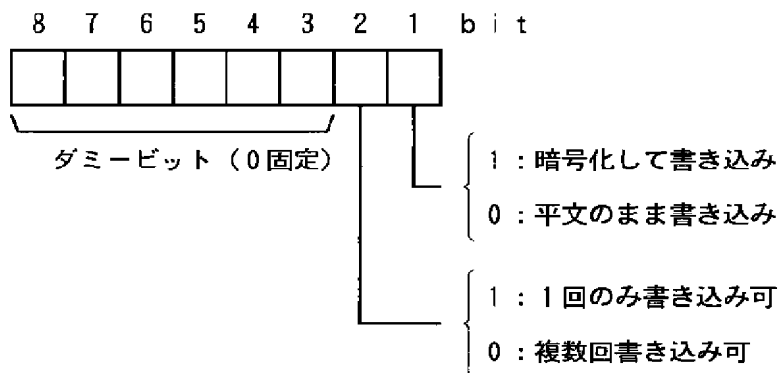 8 7 6 5 4 3 2 1 bit
ダミービット（0固定）
1：暗号化して書き込み
0：平文のまま書き込み
1：1回のみ書き込み可
0：複数回書き込み可